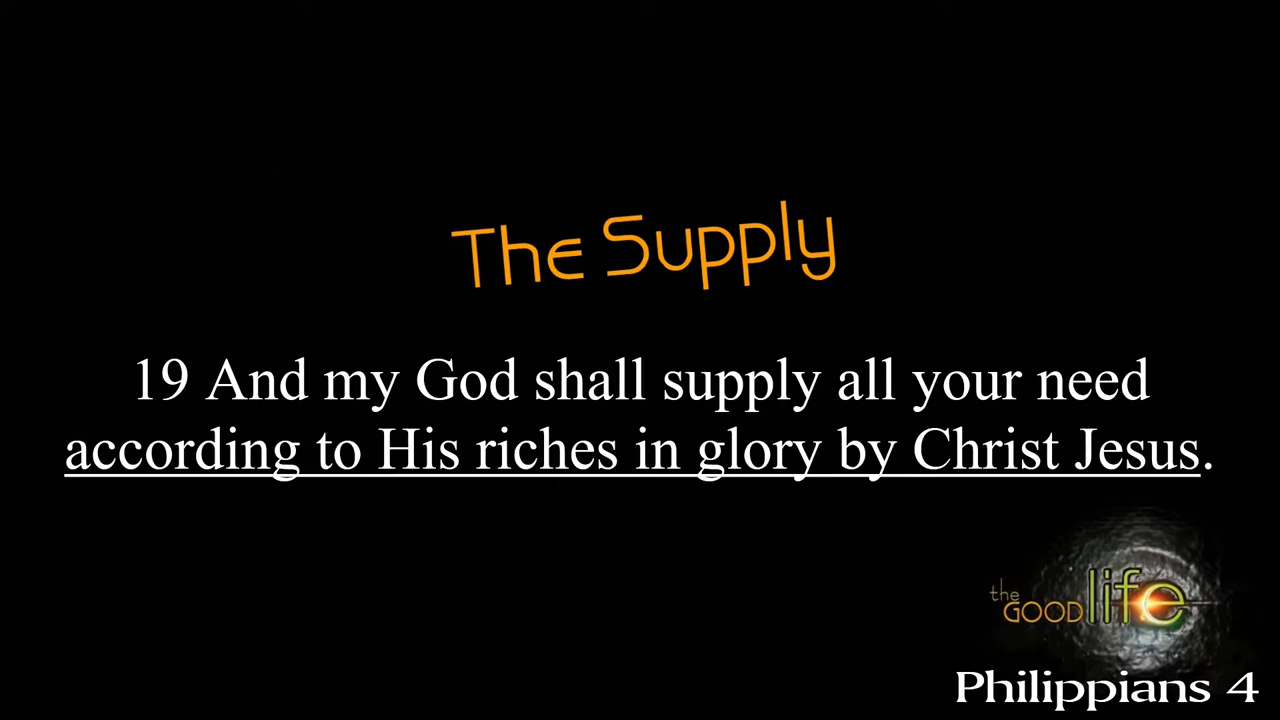 The Supply
19 And my God shall supply all your need
according to His riches in glory by Christ Jesus.
the
GOOD life
Philippians 4